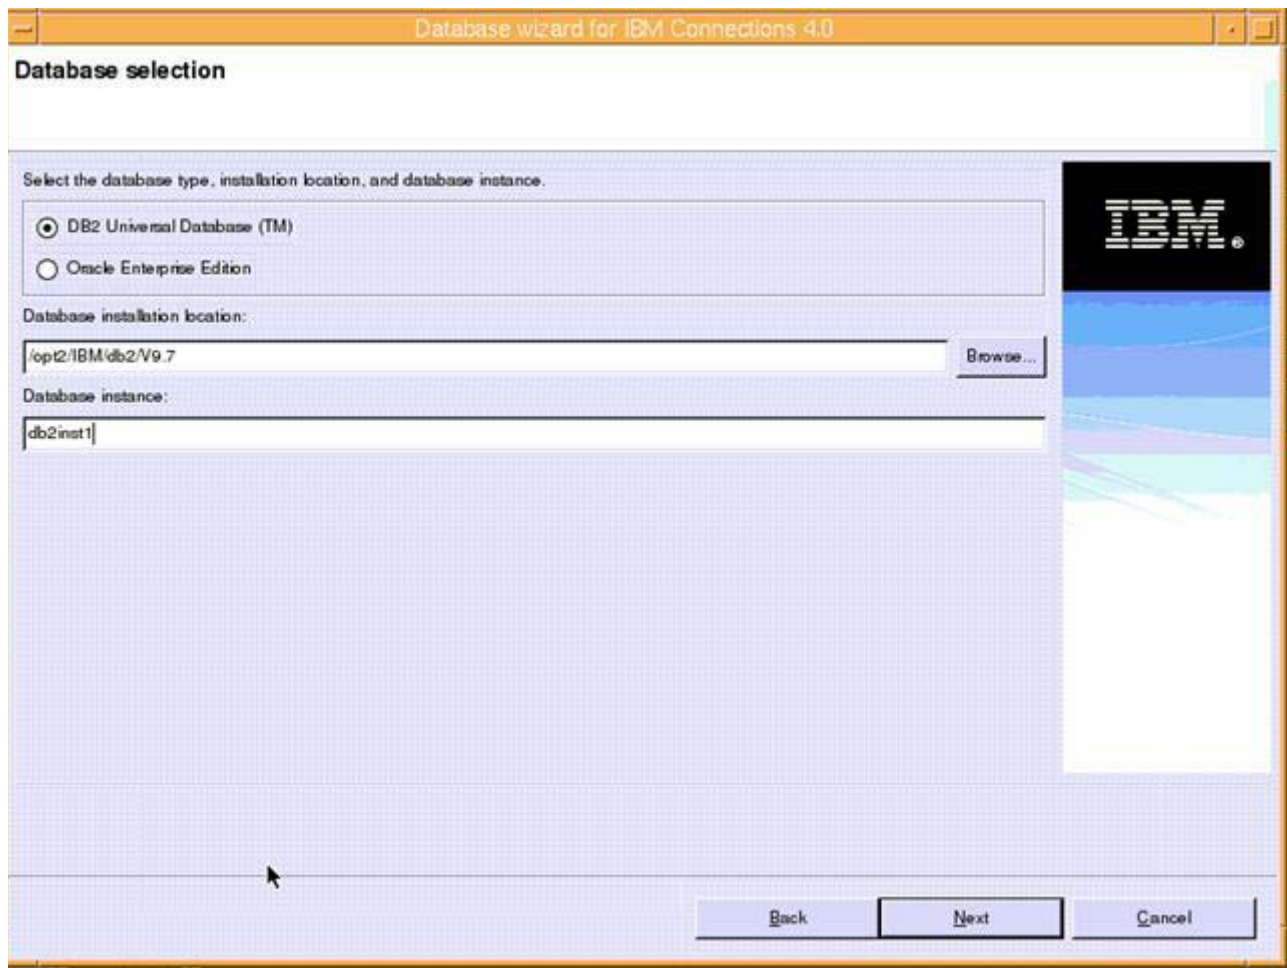 Database wizard for IBM Connections 4.0
Database selection
Select the database type, installation location, and database instance.
IBM.®
DB2 Universal Database (TM)
Oracle Enterprise Edition
Database installation location:
/opt2/IBM/db2/V9.7
Browse...
Database instance:
db2inst1
Back
Next
Cancel